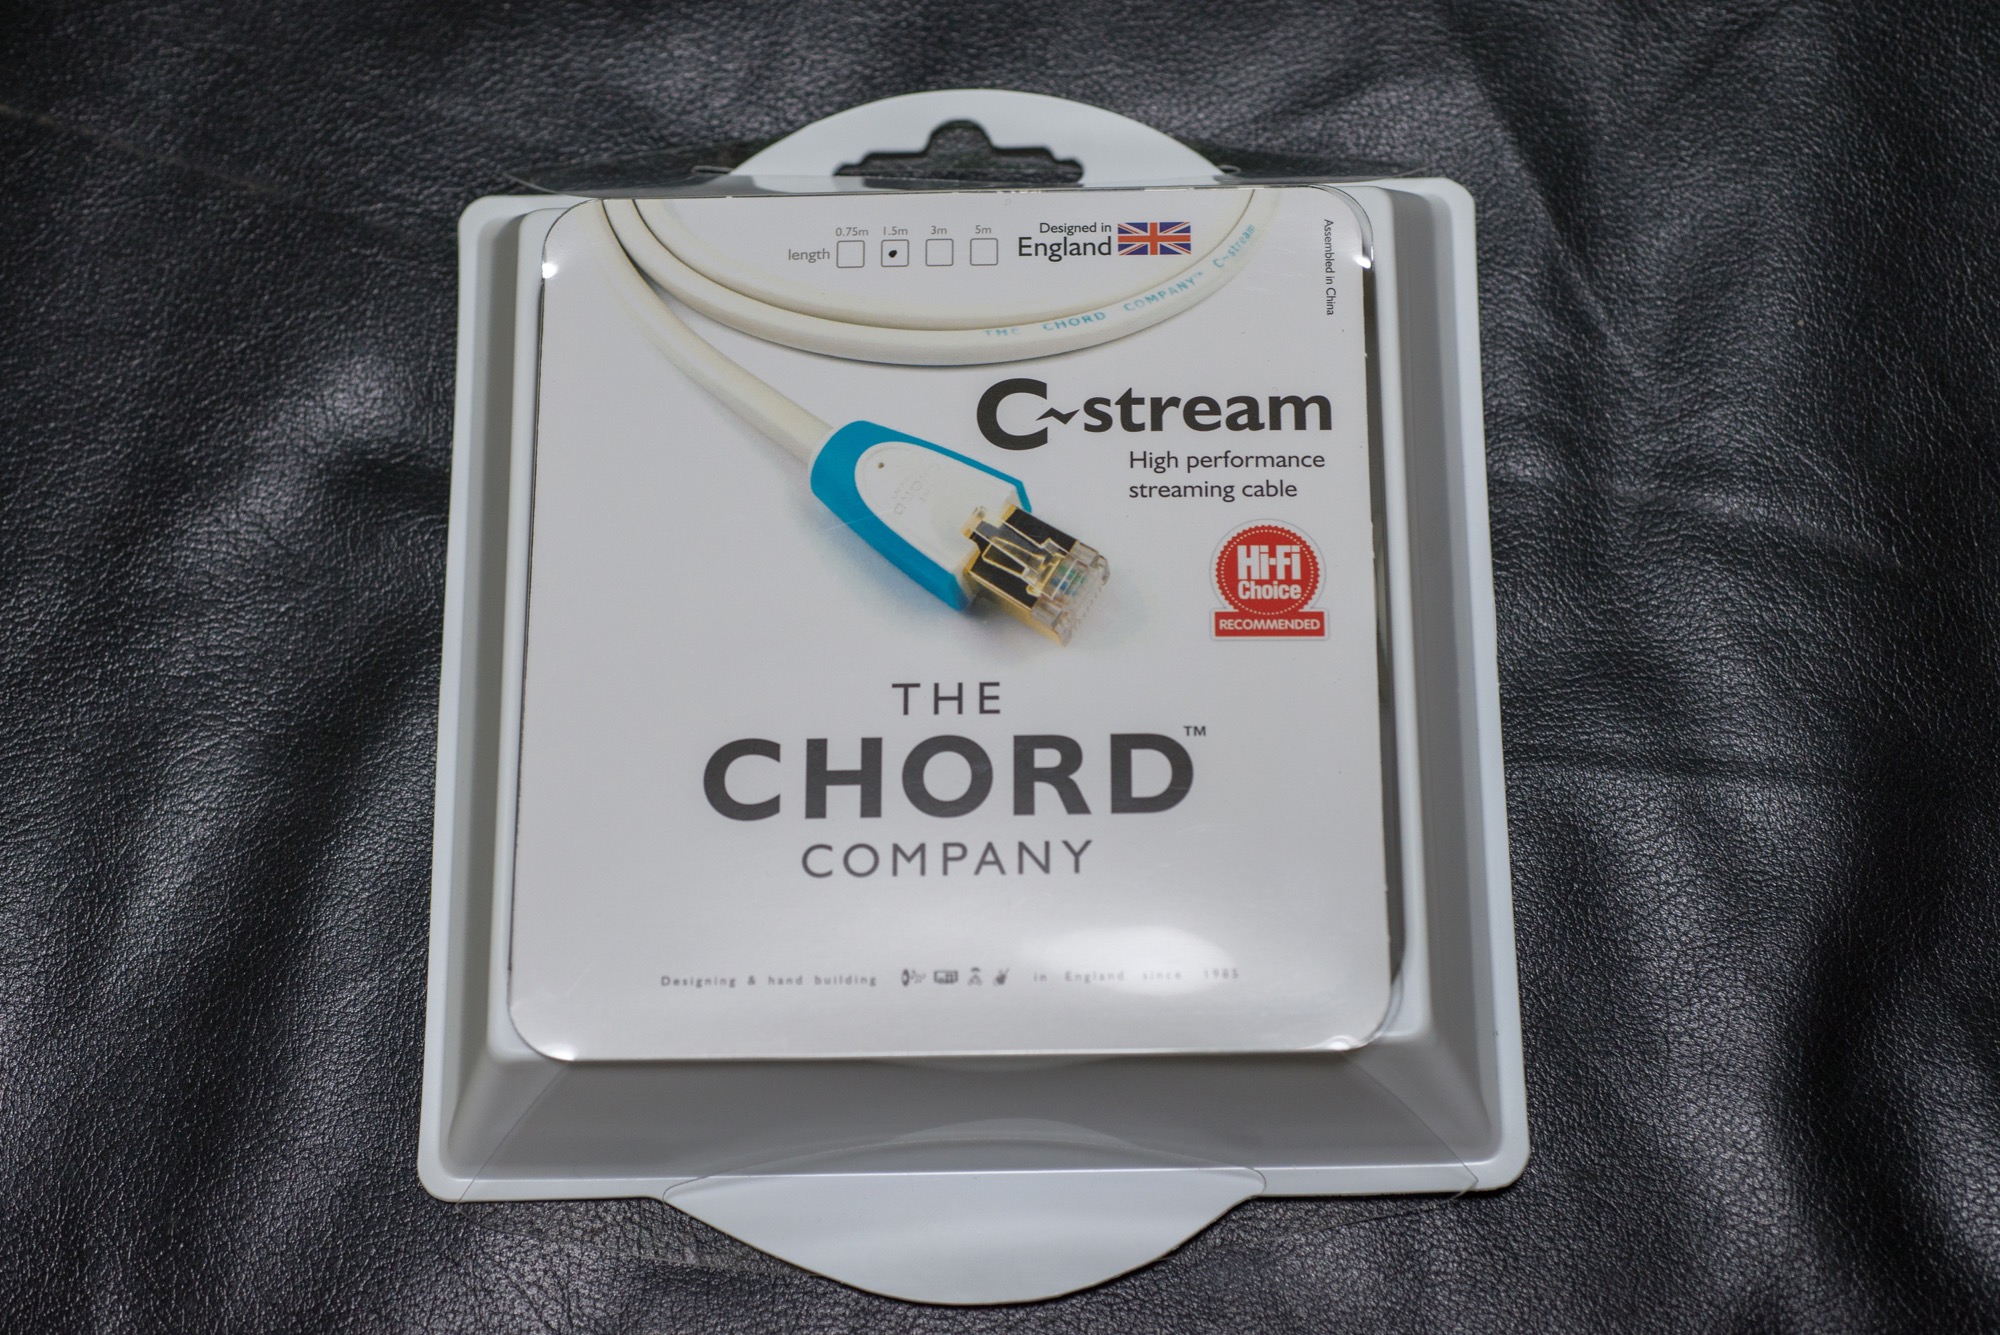 0.75m 1.5m 3m 5m
length
Designed in
England
Assembled in China
THE CHORD COMPANY™ C~stream
C~stream
High performance
streaming cable
Hi-Fi
Choice
RECOMMENDED
THE
CHORD™
COMPANY
Designing & hand building in England since 1985